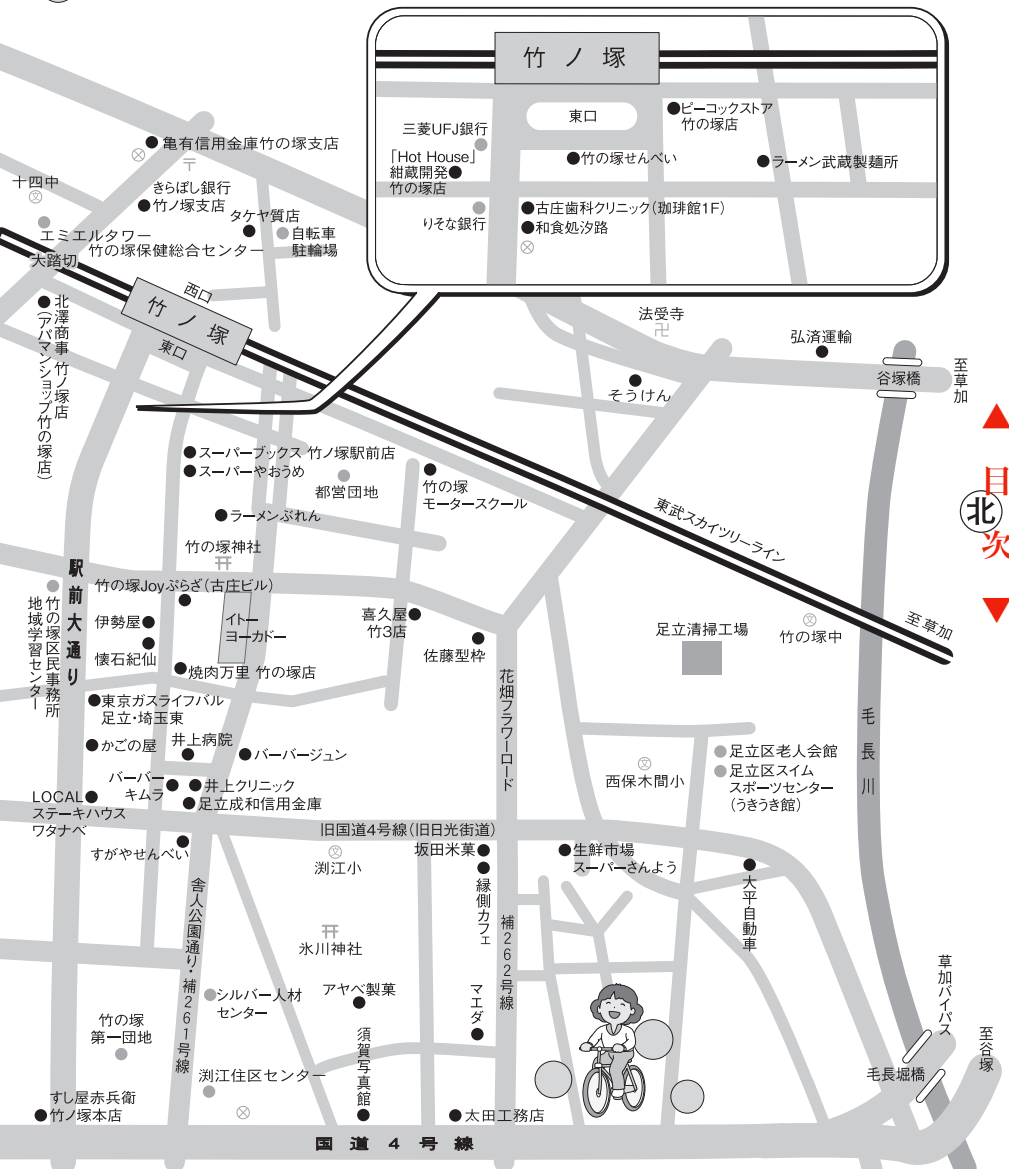 竹ノ塚
東口
ピーコックストア
竹の塚店
三菱UFJ銀行
「Hot House」
紺蔵開発
竹の塚店
竹の塚せんべい
ラーメン武蔵製麺所
りそな銀行
古庄歯科クリニック(珈琲館1F)
和食処汐路
亀有信用金庫竹の塚支店
十四中
きらぼし銀行
竹ノ塚支店
タケヤ質店
エミエルタワー
竹の塚保健総合センター
自転車
駐輪場
大踏切
西口
竹ノ塚
東口
北澤商事 竹ノ塚店
(アパマンショップ竹の塚店)
法受寺
弘済運輸
そうけん
谷塚橋
至草加
▲
目
北
次
▼
スーパーブックス 竹ノ塚駅前店
スーパーやおうめ
都営団地
竹の塚
モータースクール
ラーメンぶれん
東武スカイツリーライン
竹の塚神社
駅前大通り
竹の塚Joyぷらざ(古庄ビル)
竹の塚区民事務所
地域学習センター
伊勢屋
イトー
ヨーカドー
喜久屋
竹3店
佐藤型枠
足立清掃工場
竹の塚中
至草加
懐石紀仙
焼肉万里 竹の塚店
花畑フラワーロード
東京ガスライフバル
足立・埼玉東
毛長川
かごの屋
井上病院
バーバージュン
足立区老人会館
足立区スイム
スポーツセンター
(うきうき館)
西保木間小
バーバー
キムラ
井上クリニック
足立成和信用金庫
LOCAL
ステーキハウス
ワタナベ
旧国道4号線(旧日光街道)
すがやせんべい
渕江小
坂田米菓
縁側カフェ
生鮮市場
スーパーさんよう
大平自動車
舎人公園通り・補261号線
氷川神社
補262号線
シルバー人材
センター
アヤベ製菓
マエダ
草加バイパス
至谷塚
竹の塚
第一団地
須賀写真館
渕江住区センター
毛長堀橋
すし屋赤兵衛
竹ノ塚本店
太田工務店
国道4号線